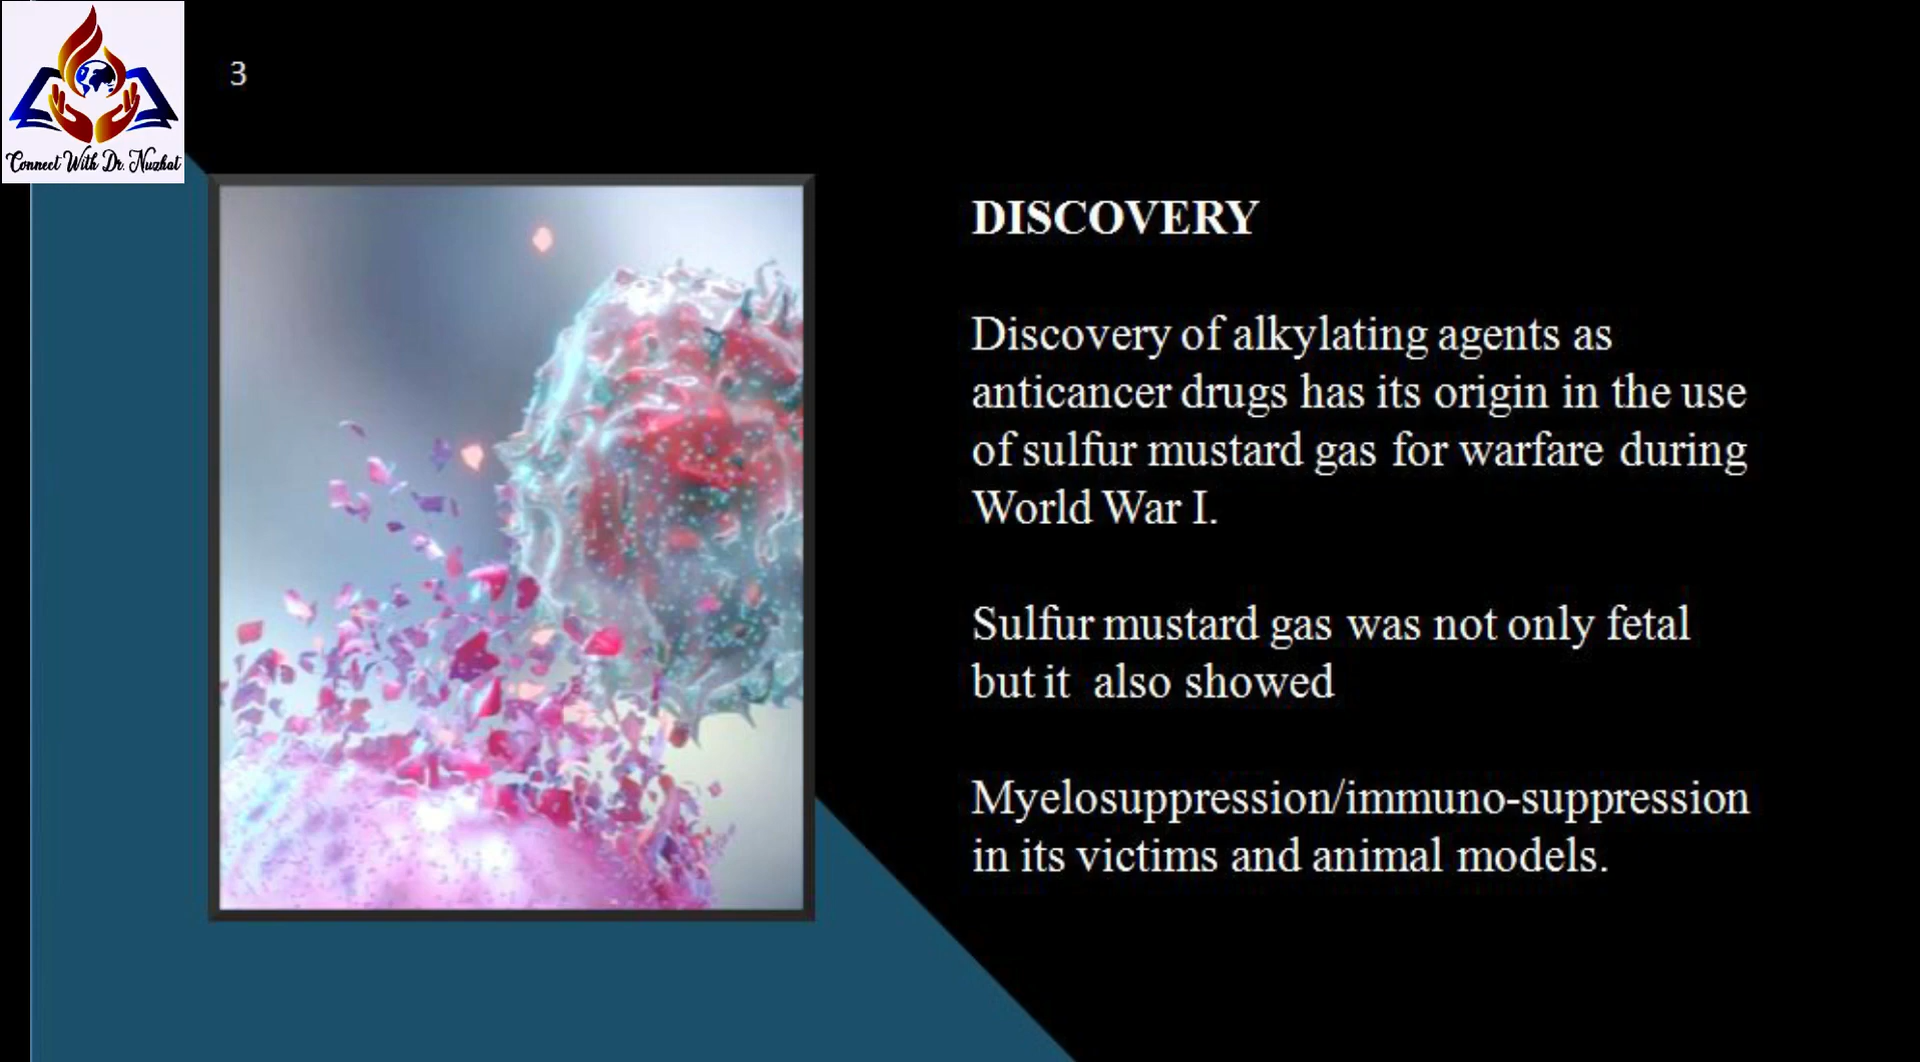 Connect With Dr. Nuzhat
3
DISCOVERY
Discovery of alkylating agents as
anticancer drugs has its origin in the use
of sulfur mustard gas for warfare during
World War I.
Sulfur mustard gas was not only fetal
but it also showed
Myelosuppression/immuno-suppression
in its victims and animal models.